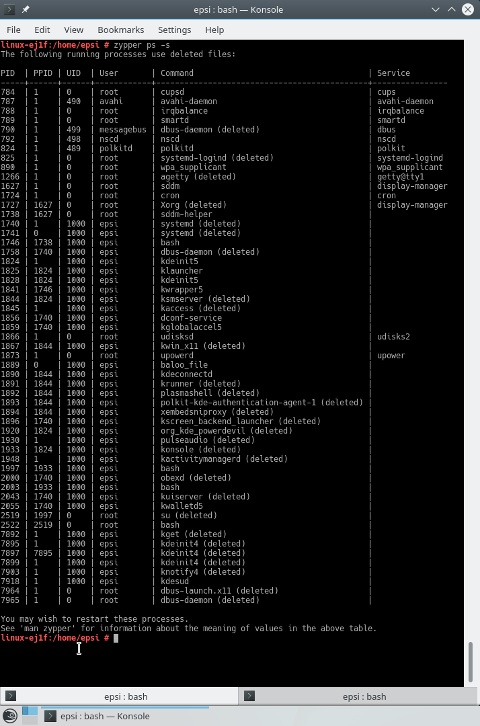 epsi : bash — Konsole
File Edit View Bookmarks Settings Help
linux-ej1f:/home/epsi # zypper ps -s
The following running processes use deleted files:
PID | PPID | UID | User | Command | Service
784 | 1 | 0 | root | cupsd | cups
787 | 1 | 490 | avahi | avahi-daemon | avahi-daemon
788 | 1 | 0 | root | irqbalance | irqbalance
789 | 1 | 0 | root | smartd | smartd
790 | 1 | 499 | messagebus | dbus-daemon (deleted) | dbus
792 | 1 | 498 | nscd | nscd | nscd
824 | 1 | 489 | polkitd | polkitd | polkit
825 | 1 | 0 | root | systemd-logind (deleted) | systemd-logind
890 | 1 | 0 | root | wpa_supplicant | wpa_supplicant
1266 | 1 | 0 | root | agetty (deleted) | getty@tty1
1627 | 1 | 0 | root | sddm | display-manager
1724 | 1 | 0 | root | cron | cron
1727 | 1627 | 0 | root | Xorg (deleted) | display-manager
1738 | 1627 | 0 | root | sddm-helper |
1740 | 1 | 1000 | epsi | systemd (deleted) |
1741 | 0 | 1000 | epsi | systemd (deleted) |
1746 | 1738 | 1000 | epsi | bash |
1758 | 1740 | 1000 | epsi | dbus-daemon (deleted) |
1824 | 1 | 1000 | epsi | kdeinit5 |
1825 | 1824 | 1000 | epsi | klauncher |
1828 | 1824 | 1000 | epsi | kdeinit5 |
1841 | 1746 | 1000 | epsi | kwrapper5 |
1844 | 1824 | 1000 | epsi | ksmserver (deleted) |
1845 | 1 | 1000 | epsi | kaccess (deleted) |
1856 | 1740 | 1000 | epsi | dconf-service |
1859 | 1740 | 1000 | epsi | kglobalaccel5 |
1866 | 1 | 0 | root | udisksd | udisks2
1867 | 1844 | 1000 | epsi | kwin_x11 (deleted) |
1873 | 1 | 0 | root | upowerd | upower
1889 | 0 | 1000 | epsi | baloo_file |
1890 | 1844 | 1000 | epsi | kdeconnectd |
1891 | 1844 | 1000 | epsi | krunner (deleted) |
1892 | 1844 | 1000 | epsi | plasmashell (deleted) |
1893 | 1844 | 1000 | epsi | polkit-kde-authentication-agent-1 (deleted) |
1894 | 1844 | 1000 | epsi | xembedsniproxy (deleted) |
1896 | 1740 | 1000 | epsi | kscreen_backend_launcher (deleted) |
1920 | 1824 | 1000 | epsi | org_kde_powerdevil (deleted) |
1930 | 1 | 1000 | epsi | pulseaudio (deleted) |
1933 | 1824 | 1000 | epsi | konsole (deleted) |
1948 | 1 | 1000 | epsi | kactivitymanagerd (deleted) |
1997 | 1933 | 1000 | epsi | bash |
2000 | 1740 | 1000 | epsi | obexd (deleted) |
2003 | 1933 | 1000 | epsi | bash |
2043 | 1740 | 1000 | epsi | kuiserver (deleted) |
2055 | 1740 | 1000 | epsi | kwalletd5 |
2519 | 1997 | 0 | root | su (deleted) |
2522 | 2519 | 0 | root | bash |
7892 | 1 | 1000 | epsi | kget (deleted) |
7895 | 1 | 1000 | epsi | kdeinit4 (deleted) |
7897 | 7895 | 1000 | epsi | kdeinit4 (deleted) |
7899 | 1 | 1000 | epsi | kdeinit4 (deleted) |
7903 | 1 | 1000 | epsi | knotify4 (deleted) |
7918 | 1 | 1000 | epsi | kdesud |
7964 | 1 | 0 | root | dbus-launch.x11 (deleted) |
7965 | 1 | 0 | root | dbus-daemon (deleted) |
You may wish to restart these processes.
See 'man zypper' for information about the meaning of values in the above table.
linux-ej1f:/home/epsi #
epsi : bash epsi : bash
epsi : bash — Konsole